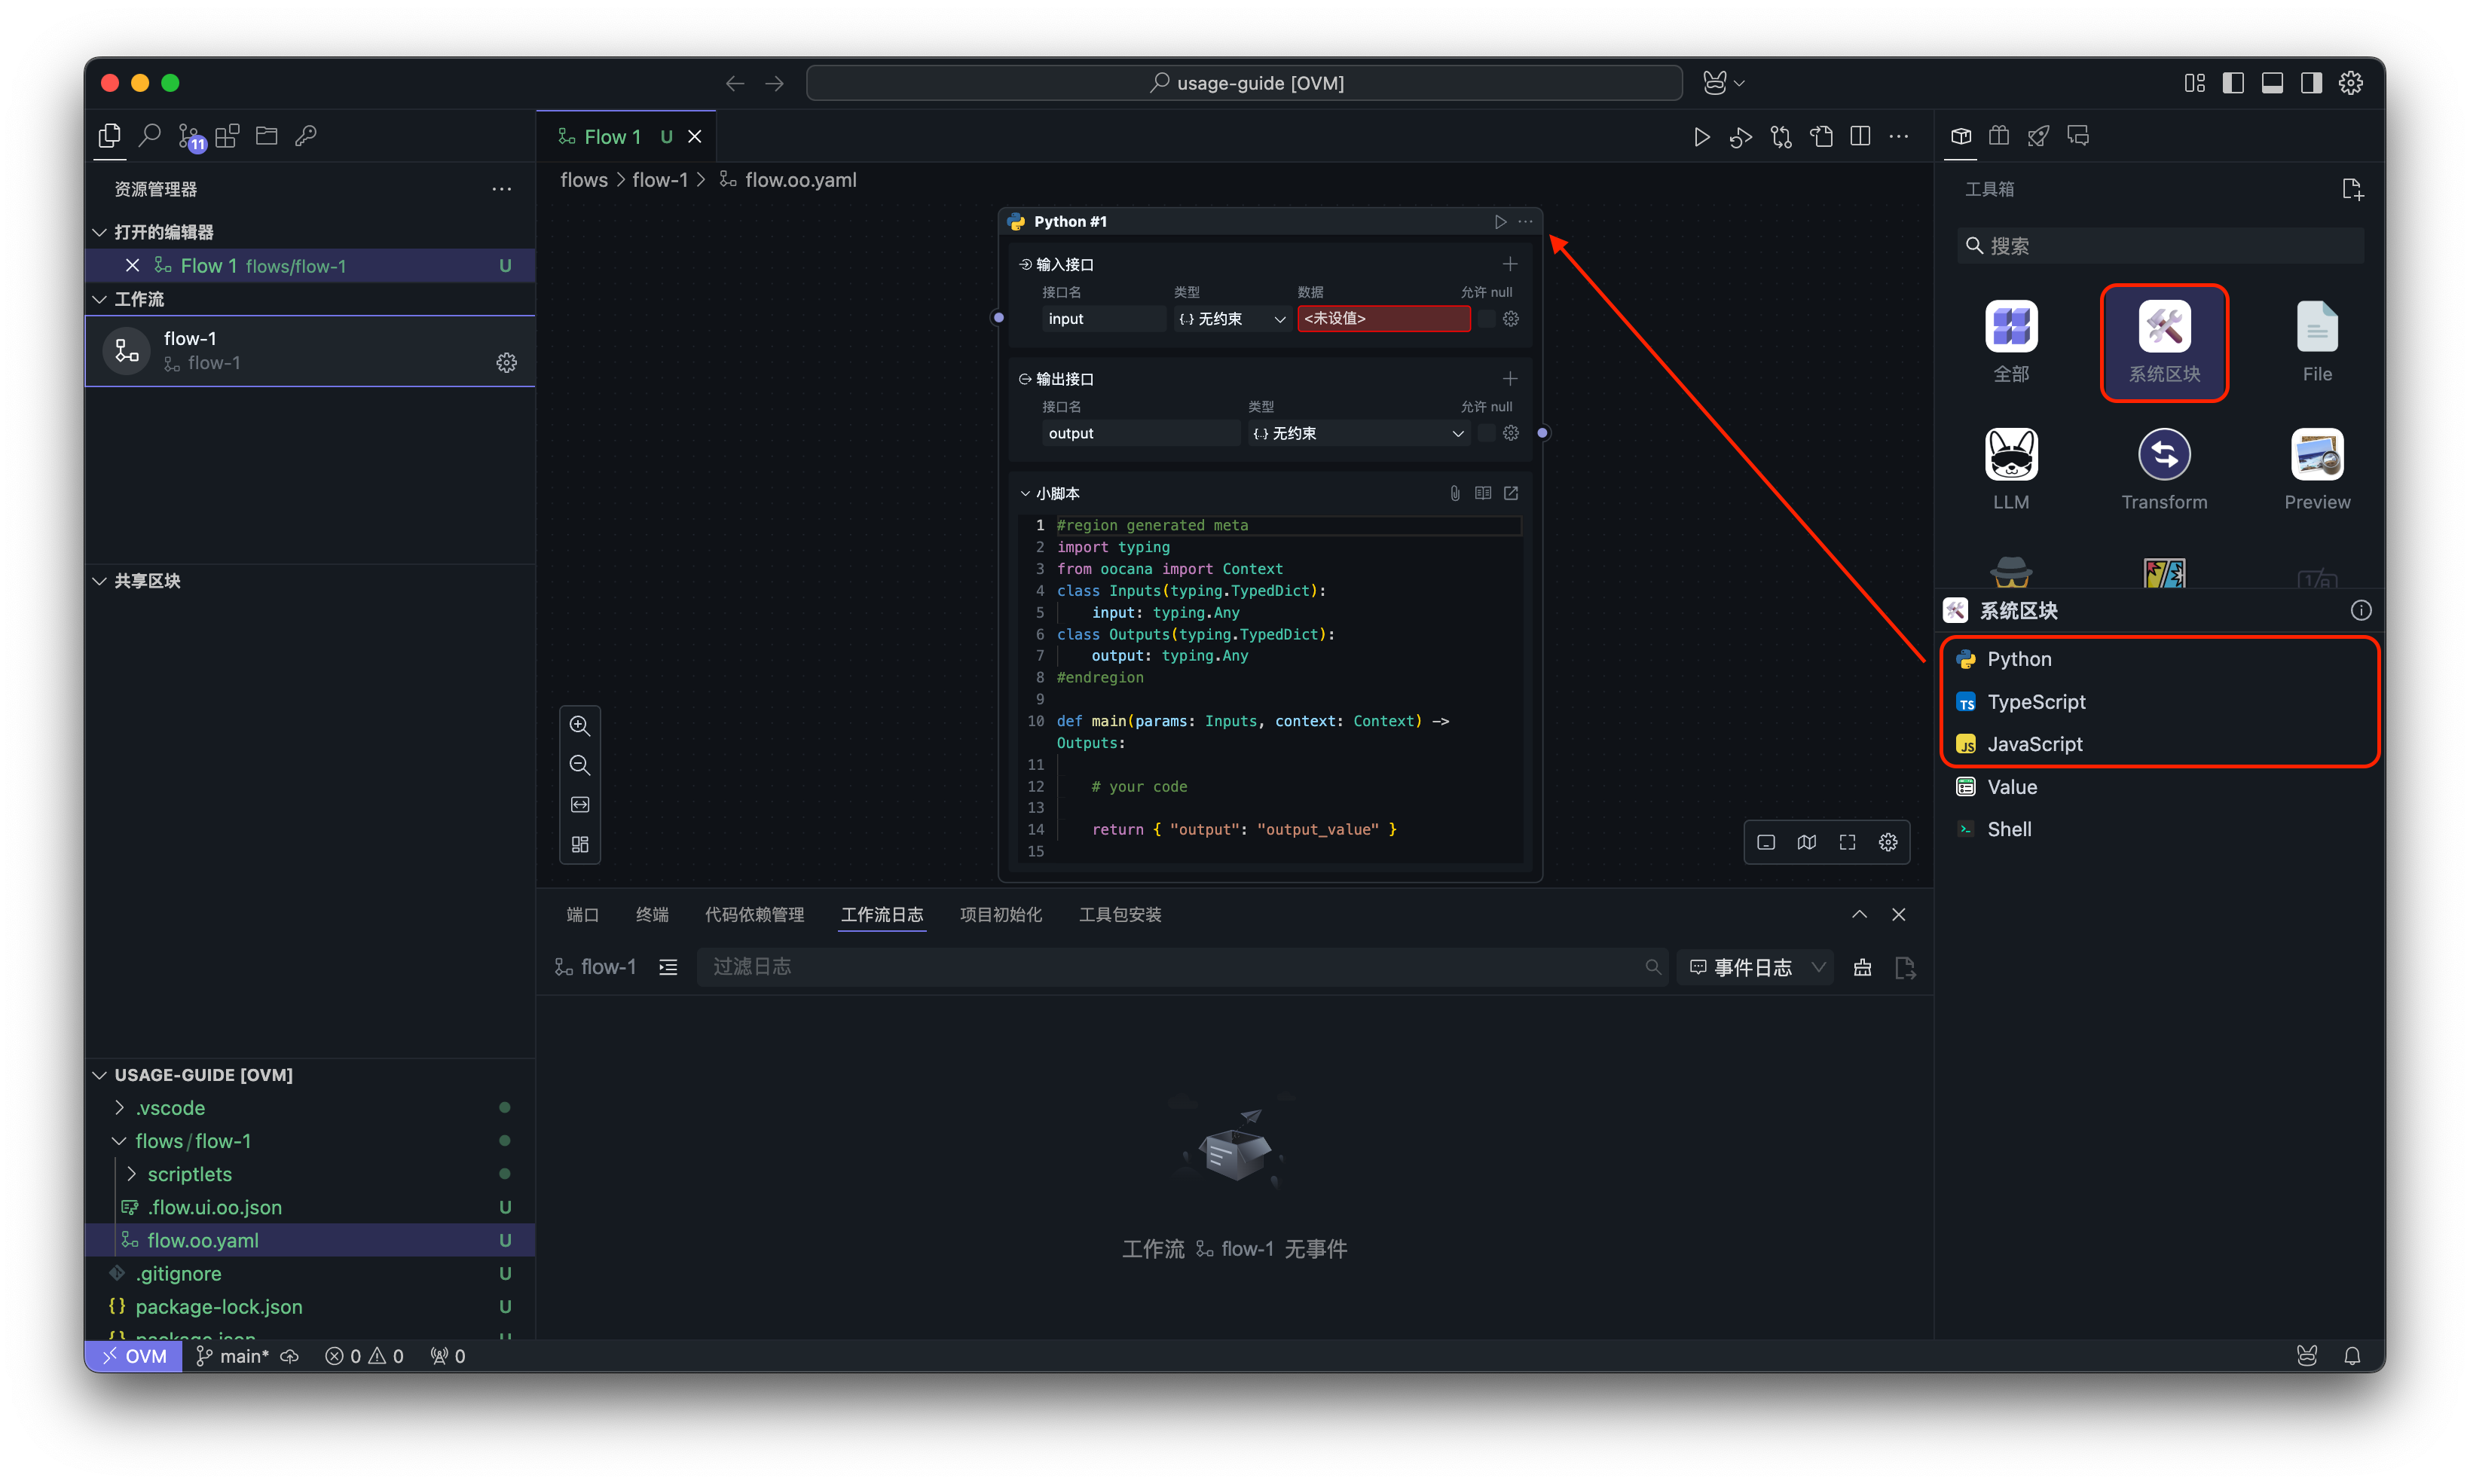 usage-guide [OVM]
11
资源管理器
打开的编辑器
Flow 1 flows/flow-1 U
工作流
flow-1
flow-1
共享区块
USAGE-GUIDE [OVM]
.vscode
flows/flow-1
scriptlets
.flow.ui.oo.json U
flow.oo.yaml U
.gitignore U
package-lock.json U
package.json U
Flow 1 U
flows > flow-1 > flow.oo.yaml
Python #1
输入接口
接口名 类型 数据 允许 null
input {..} 无约束 <未设值>
输出接口
接口名 类型 允许 null
output {..} 无约束
小脚本
1 #region generated meta
2 import typing
3 from oocana import Context
4 class Inputs(typing.TypedDict):
5 input: typing.Any
6 class Outputs(typing.TypedDict):
7 output: typing.Any
8 #endregion
9
10 def main(params: Inputs, context: Context) ->
Outputs:
11
12 # your code
13
14 return { "output": "output_value" }
15
端口 终端 代码依赖管理 工作流日志 项目初始化 工具包安装
flow-1 过滤日志 事件日志
工作流 flow-1 无事件
工具箱
搜索
全部 系统区块 File
LLM Transform Preview
系统区块
Python
TS TypeScript
JS JavaScript
Value
Shell
OVM main* 0 0 0